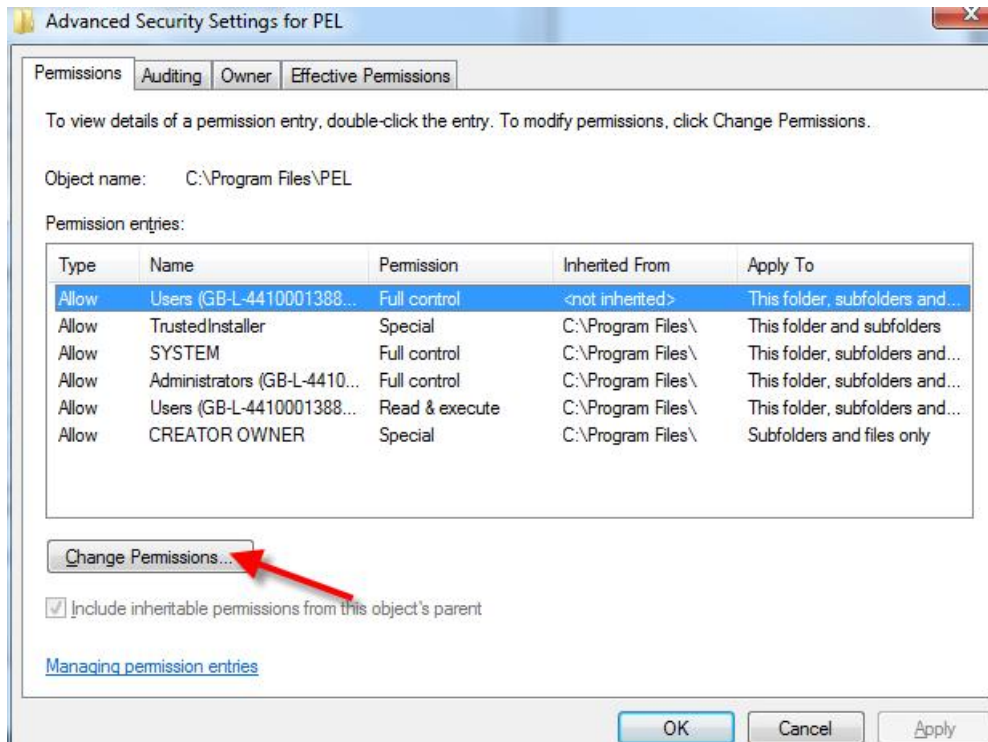 Advanced Security Settings for PEL
Permissions Auditing Owner Effective Permissions
To view details of a permission entry, double-click the entry. To modify permissions, click Change Permissions.
Object name: C:\Program Files\PEL
Permission entries:
Type Name Permission Inherited From Apply To
Allow Users (GB-L-4410001388... Full control <not inherited> This folder, subfolders and...
Allow TrustedInstaller Special C:\Program Files\ This folder and subfolders
Allow SYSTEM Full control C:\Program Files\ This folder, subfolders and...
Allow Administrators (GB-L-4410... Full control C:\Program Files\ This folder, subfolders and...
Allow Users (GB-L-4410001388... Read & execute C:\Program Files\ This folder, subfolders and...
Allow CREATOR OWNER Special C:\Program Files\ Subfolders and files only
Change Permissions...
Include inheritable permissions from this object's parent
Managing permission entries
OK Cancel Apply